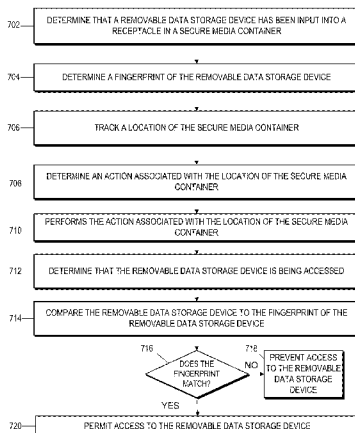 702
DETERMINE THAT A REMOVABLE DATA STORAGE DEVICE HAS BEEN INPUT INTO A
RECEPTACLE IN A SECURE MEDIA CONTAINER
704
DETERMINE A FINGERPRINT OF THE REMOVABLE DATA STORAGE DEVICE
706
TRACK A LOCATION OF THE SECURE MEDIA CONTAINER
708
DETERMINE AN ACTION ASSOCIATED WITH THE LOCATION OF THE SECURE MEDIA
CONTAINER
710
PERFORMS THE ACTION ASSOCIATED WITH THE LOCATION OF THE SECURE MEDIA
CONTAINER
712
DETERMINE THAT THE REMOVABLE DATA STORAGE DEVICE IS BEING ACCESSED
714
COMPARE THE REMOVABLE DATA STORAGE DEVICE TO THE FINGERPRINT OF THE
REMOVABLE DATA STORAGE DEVICE
716
DOES THE
FINGERPRINT
MATCH?
NO
718
PREVENT ACCESS
TO THE REMOVABLE
DATA STORAGE
DEVICE
YES
720
PERMIT ACCESS TO THE REMOVABLE DATA STORAGE DEVICE